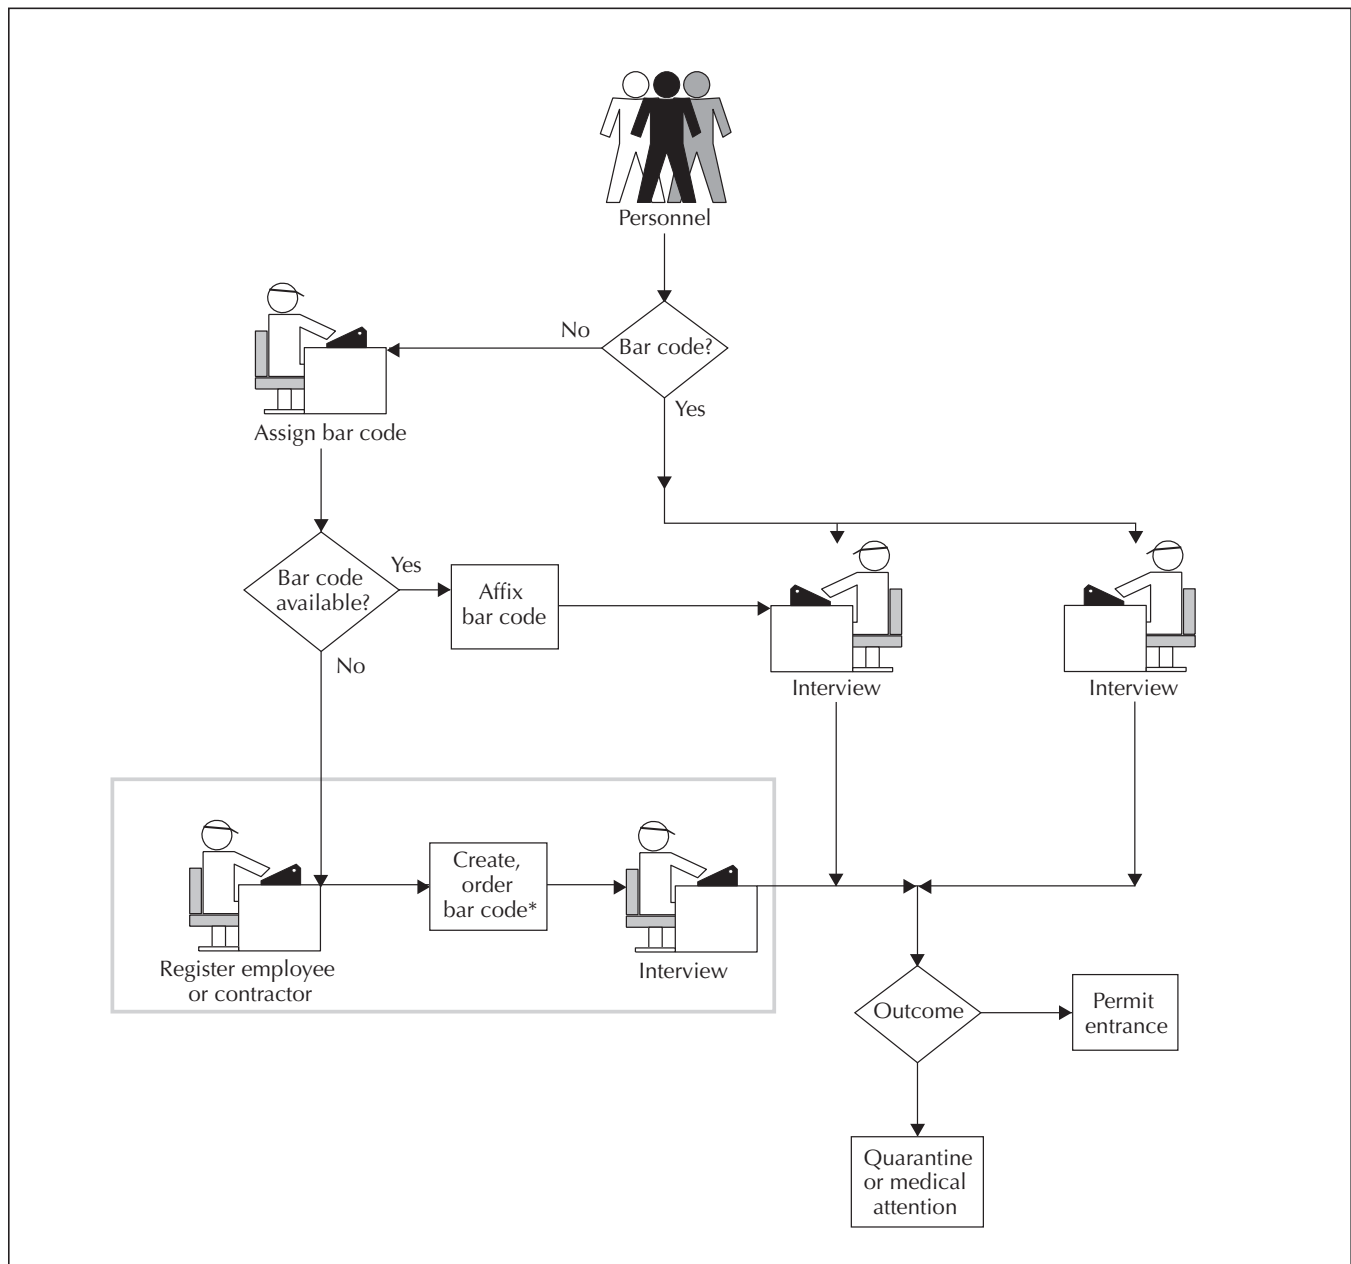 Personnel
No
Bar code?
Yes
Assign bar code
Bar code
available?
Yes
Affix
bar code
No
Interview
Interview
Create,
order
bar code*
Register employee
or contractor
Interview
Outcome
Permit
entrance
Quarantine
or medical
attention